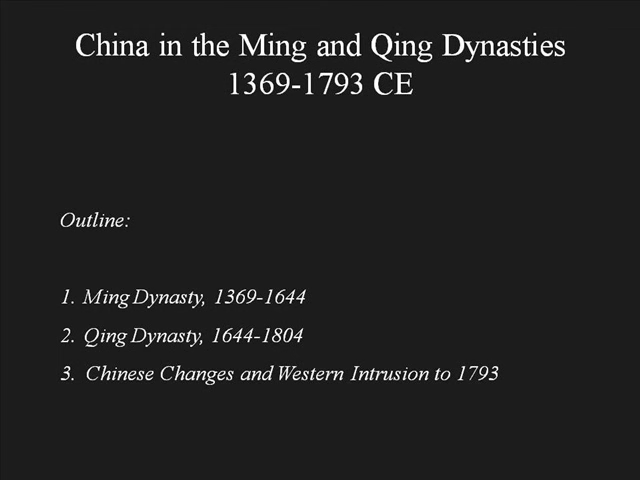 China in the Ming and Qing Dynasties
1369-1793 CE
Outline:
1. Ming Dynasty, 1369-1644
2. Qing Dynasty, 1644-1804
3. Chinese Changes and Western Intrusion to 1793